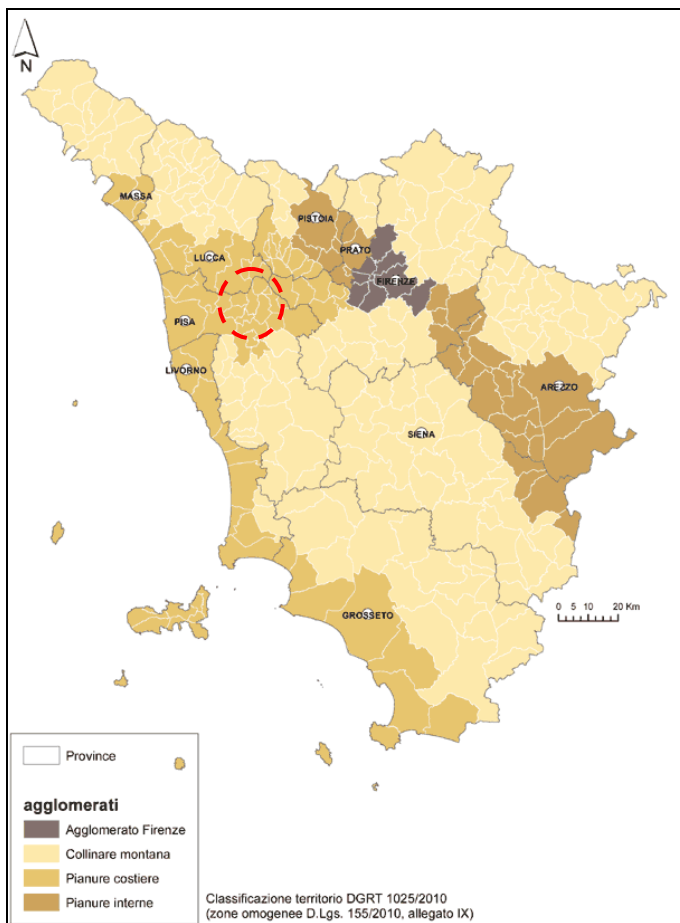 N
MASSA
PISTOIA
PRATO
LUCCA
FIRENZE
PISA
LIVORNO
AREZZO
SIENA
0 5 10 20 Km
GROSSETO
Province
agglomerati
Agglomerato Firenze
Collinare montana
Pianure costiere
Pianure interne
Classificazione territorio DGRT 1025/2010
(zone omogenee D.Lgs. 155/2010, allegato IX)